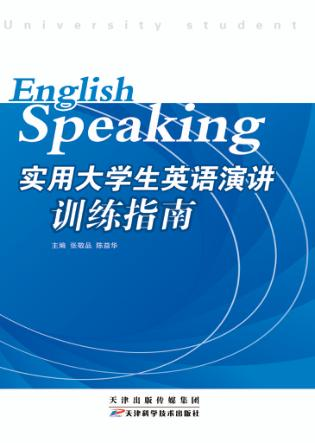 University student
English
Speaking
实用大学生英语演讲
训练指南
主编 张敬品 陈益华
天津出版传媒集团
天津科学技术出版社